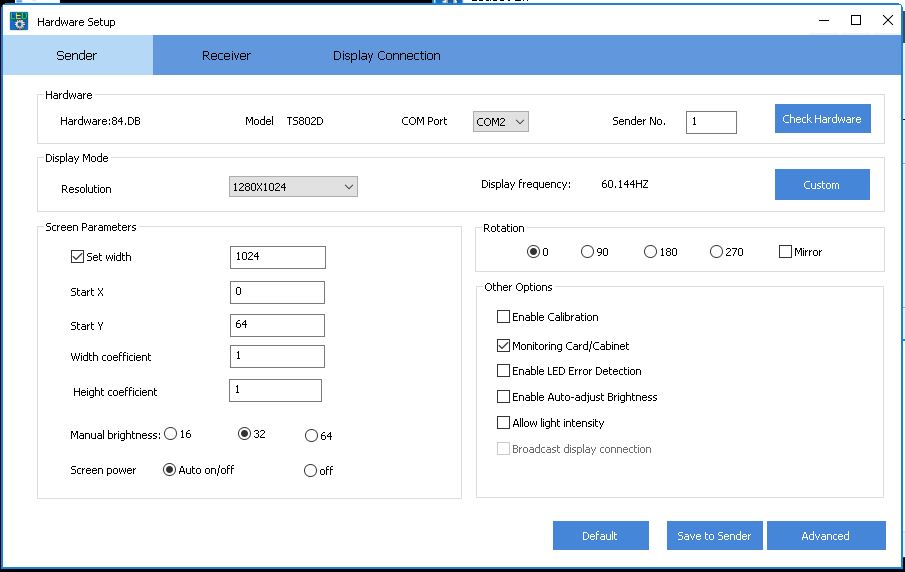 LED
Hardware Setup
Sender Receiver Display Connection
Hardware
Hardware:84.DB Model TS802D COM Port COM2 Sender No. 1 Check Hardware
Display Mode
Resolution 1280X1024 Display frequency: 60.144HZ Custom
Screen Parameters
Set width 1024
Start X 0
Start Y 64
Width coefficient 1
Height coefficient 1
Manual brightness: 16 32 64
Screen power Auto on/off off
Rotation
0 90 180 270 Mirror
Other Options
Enable Calibration
Monitoring Card/Cabinet
Enable LED Error Detection
Enable Auto-adjust Brightness
Allow light intensity
Broadcast display connection
Default Save to Sender Advanced